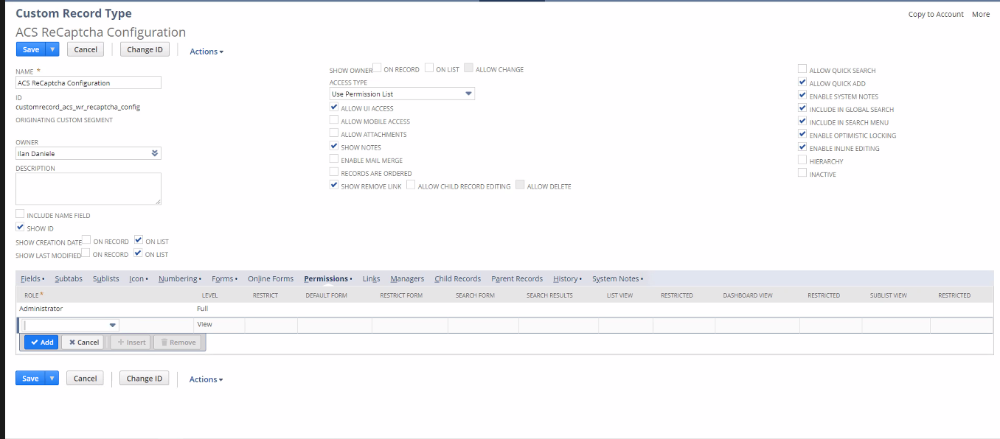 Custom Record Type
Copy to Account More
ACS ReCaptcha Configuration
Save Cancel Change ID Actions
NAME *
ACS ReCaptcha Configuration
ID
customrecord_acs_wr_recaptcha_config
ORIGINATING CUSTOM SEGMENT
OWNER
Ilan Daniele
DESCRIPTION
INCLUDE NAME FIELD
SHOW ID
SHOW CREATION DATE ON RECORD ON LIST
SHOW LAST MODIFIED ON RECORD ON LIST
SHOW OWNER ON RECORD ON LIST ALLOW CHANGE
ACCESS TYPE
Use Permission List
ALLOW UI ACCESS
ALLOW MOBILE ACCESS
ALLOW ATTACHMENTS
SHOW NOTES
ENABLE MAIL MERGE
RECORDS ARE ORDERED
SHOW REMOVE LINK ALLOW CHILD RECORD EDITING ALLOW DELETE
ALLOW QUICK SEARCH
ALLOW QUICK ADD
ENABLE SYSTEM NOTES
INCLUDE IN GLOBAL SEARCH
INCLUDE IN SEARCH MENU
ENABLE OPTIMISTIC LOCKING
ENABLE INLINE EDITING
HIERARCHY
INACTIVE
Fields • Subtabs Sublists Icon • Numbering • Forms • Online Forms Permissions • Links Managers Child Records Parent Records History • System Notes •
ROLE * LEVEL RESTRICT DEFAULT FORM RESTRICT FORM SEARCH FORM SEARCH RESULTS LIST VIEW RESTRICTED DASHBOARD VIEW RESTRICTED SUBLIST VIEW RESTRICTED
Administrator Full
View
Add Cancel Insert Remove
Save Cancel Change ID Actions